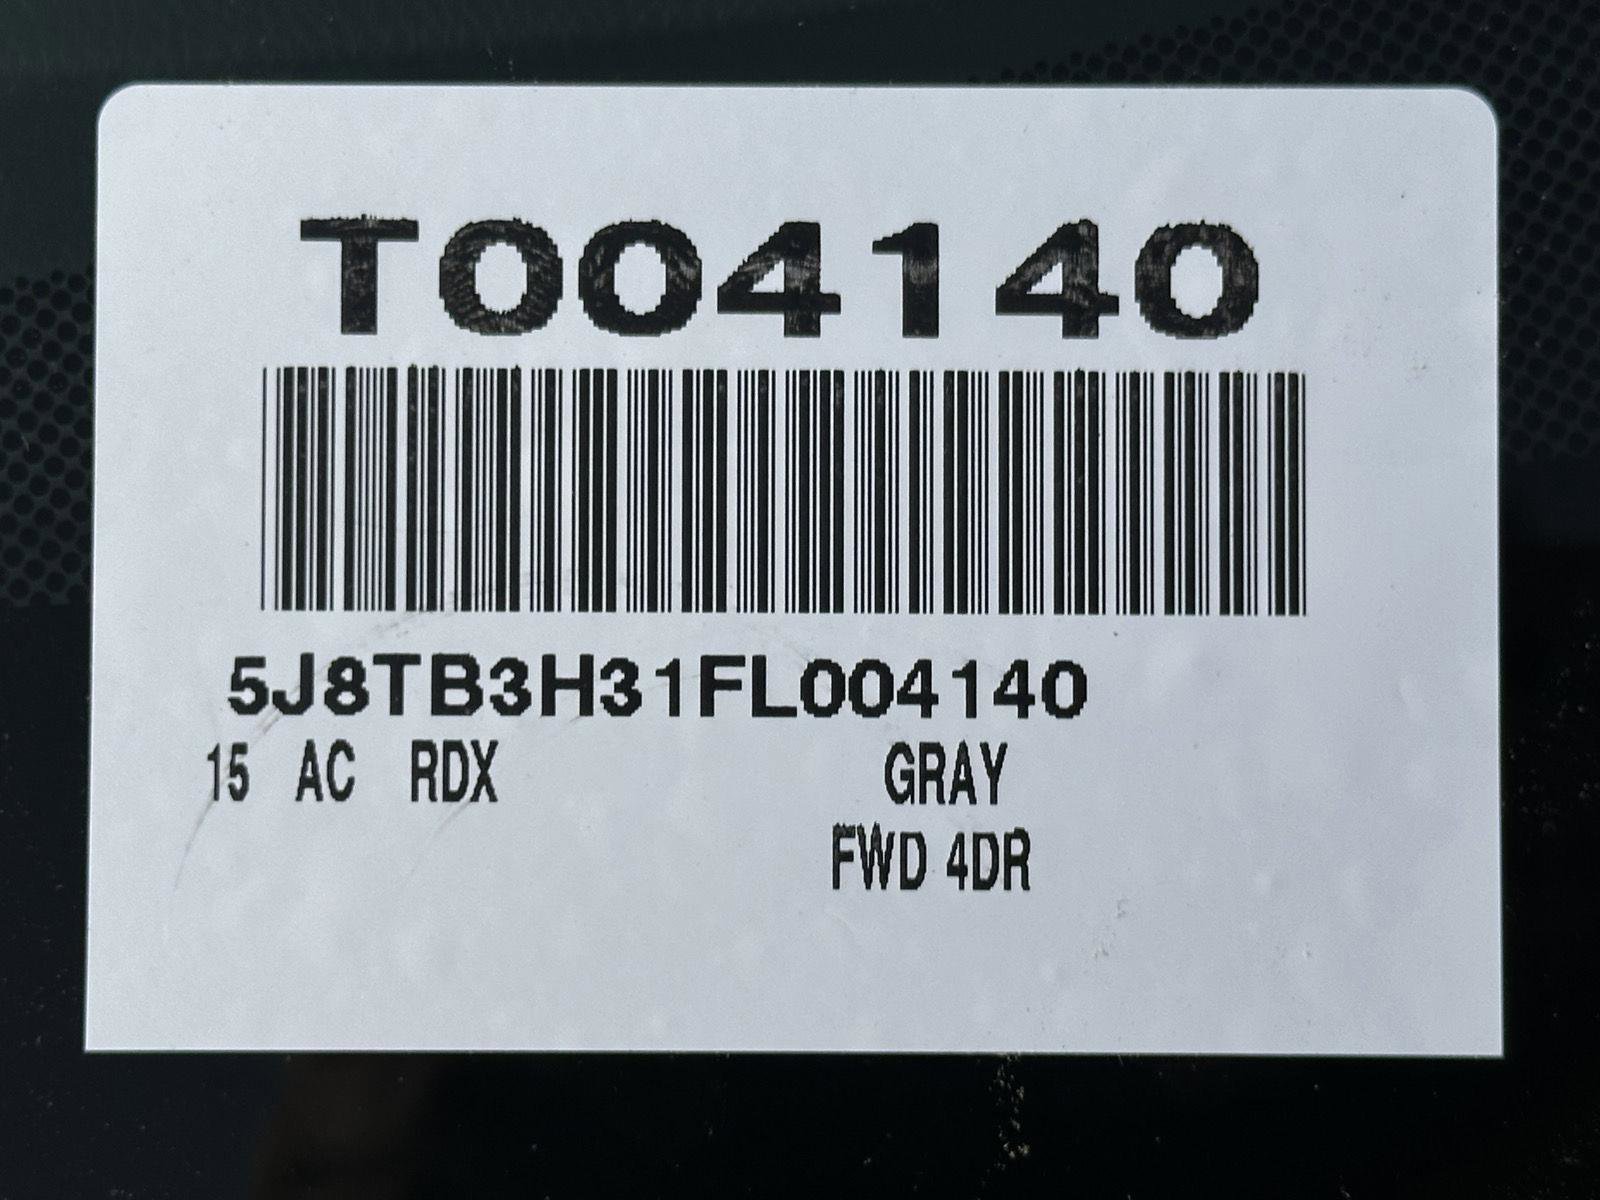 T004140
5J8TB3H31FL004140
15 AC RDX GRAY
FWD 4DR